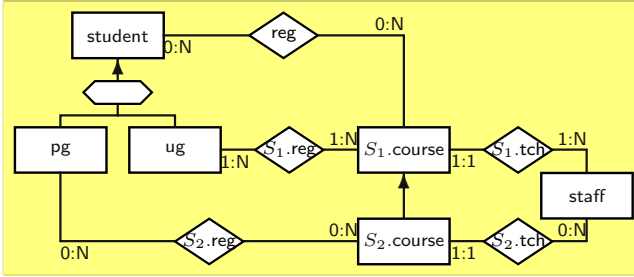 student
0:N
reg
0:N
pg
ug
1:N
S₁.reg
1:N
S₁.course
1:1
S₁.tch
1:N
staff
0:N
S₂.reg
0:N
S₂.course
1:1
S₂.tch
0:N